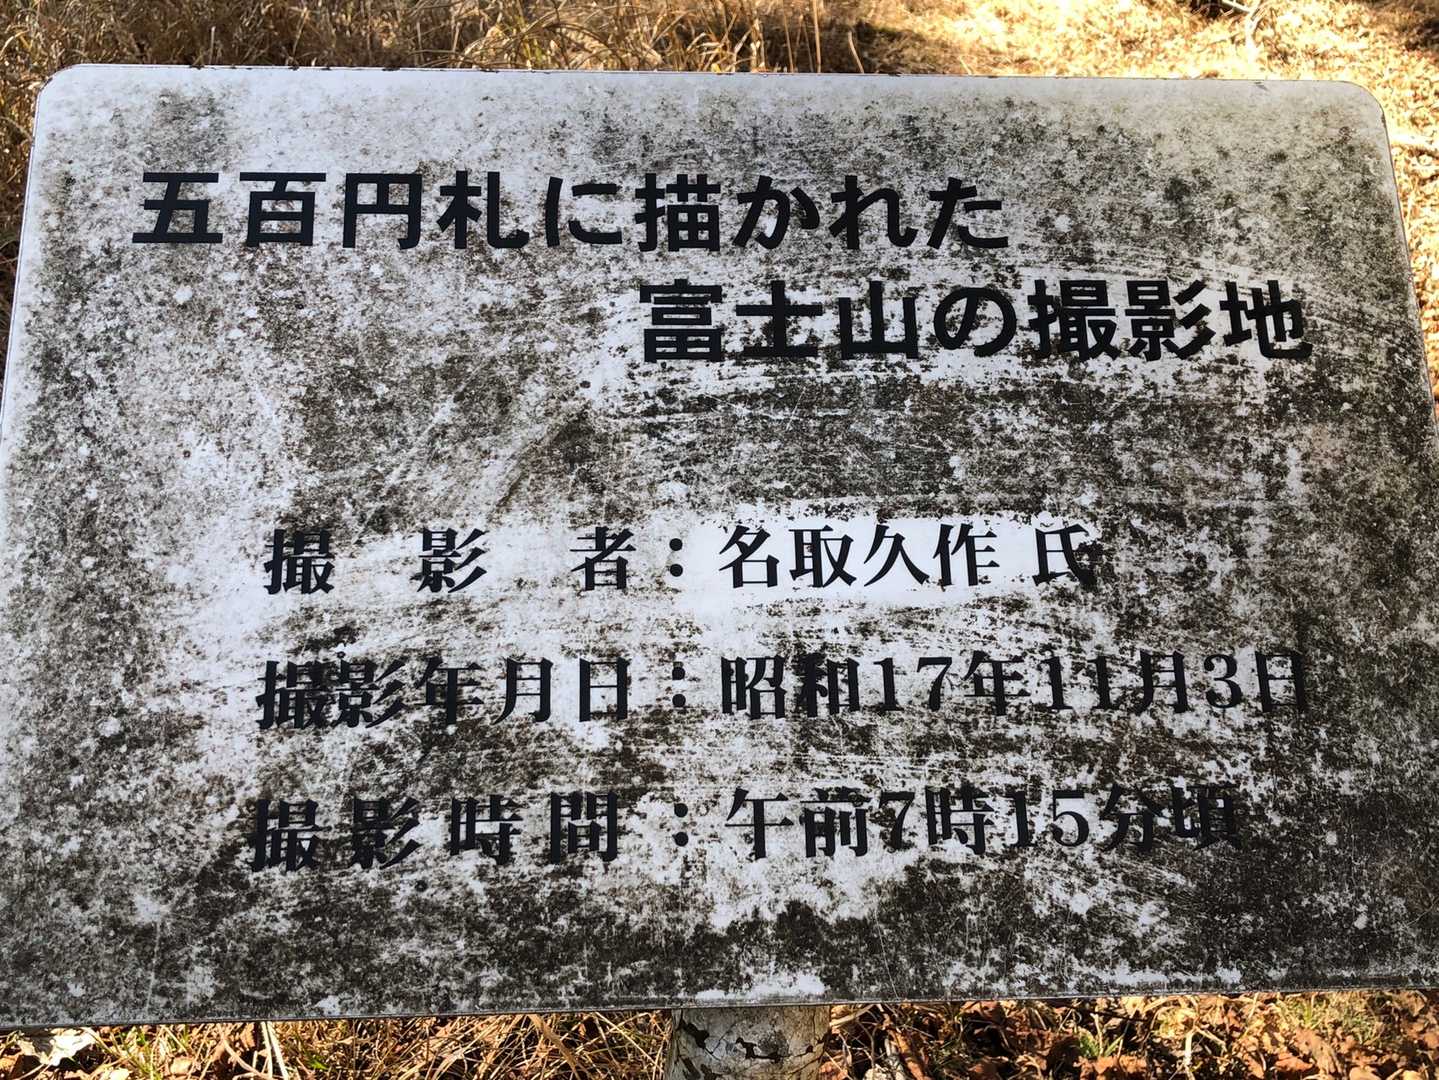 五百円札に描かれた
富士山の撮影地
撮影者：名取久作 氏
撮影年月日：昭和17年11月3日
撮影時間：午前7時15分頃